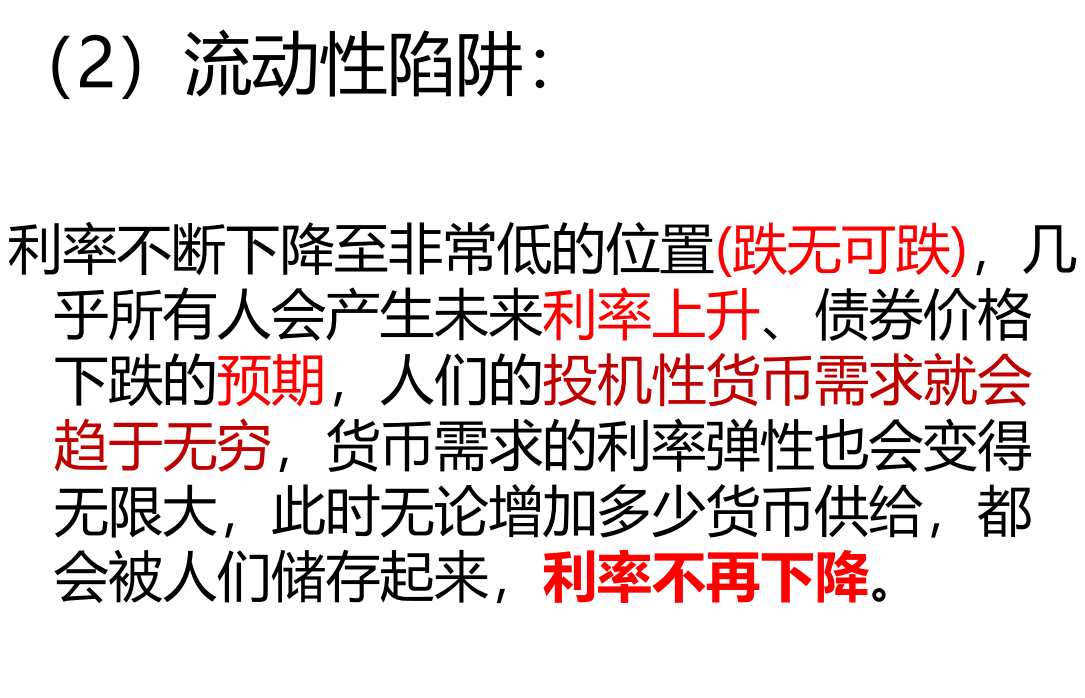 （2）流动性陷阱：
利率不断下降至非常低的位置(跌无可跌)，几
乎所有人会产生未来利率上升、债券价格
下跌的预期，人们的投机性货币需求就会
趋于无穷，货币需求的利率弹性也会变得
无限大，此时无论增加多少货币供给，都
会被人们储存起来，利率不再下降。